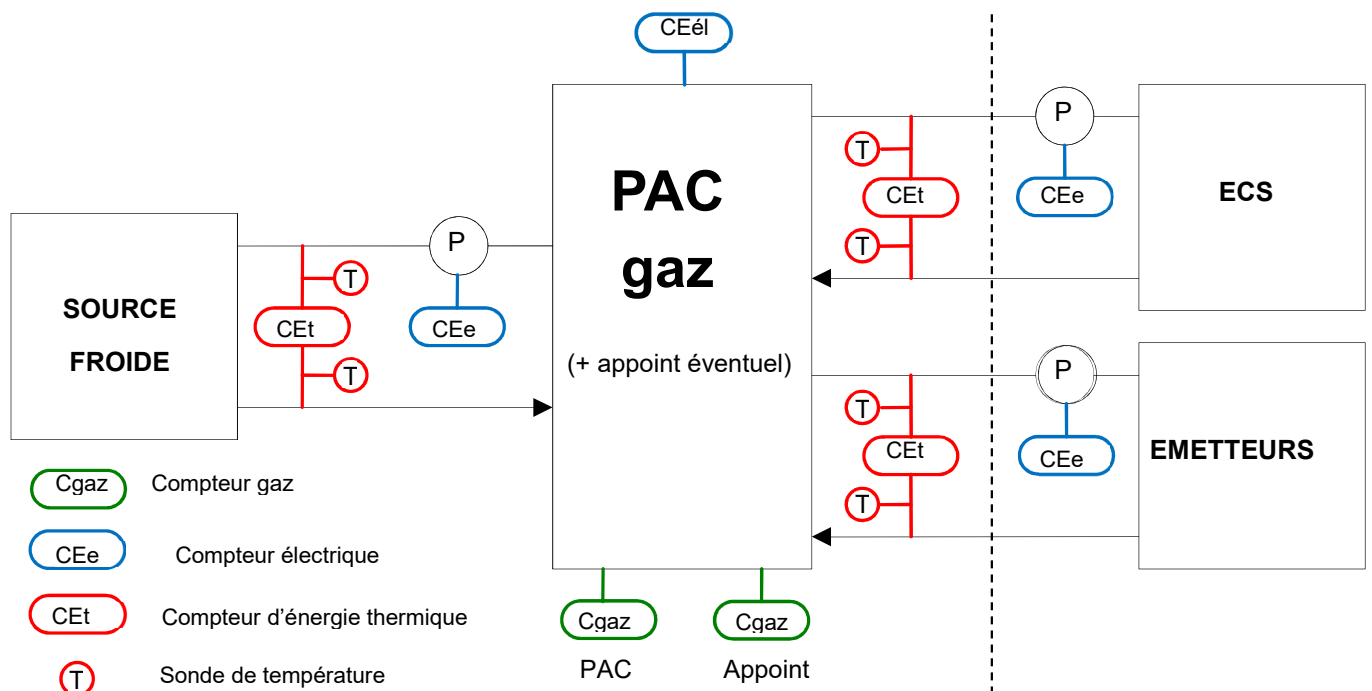 CEél
PAC
gaz
(+ appoint éventuel)
SOURCE
FROIDE
T
CEt
T
P
CEe
T
CEt
T
P
CEe
ECS
T
CEt
T
P
CEe
EMETTEURS
Cgaz
PAC
Cgaz
Appoint
Cgaz Compteur gaz
CEe Compteur électrique
CEt Compteur d’énergie thermique
T Sonde de température